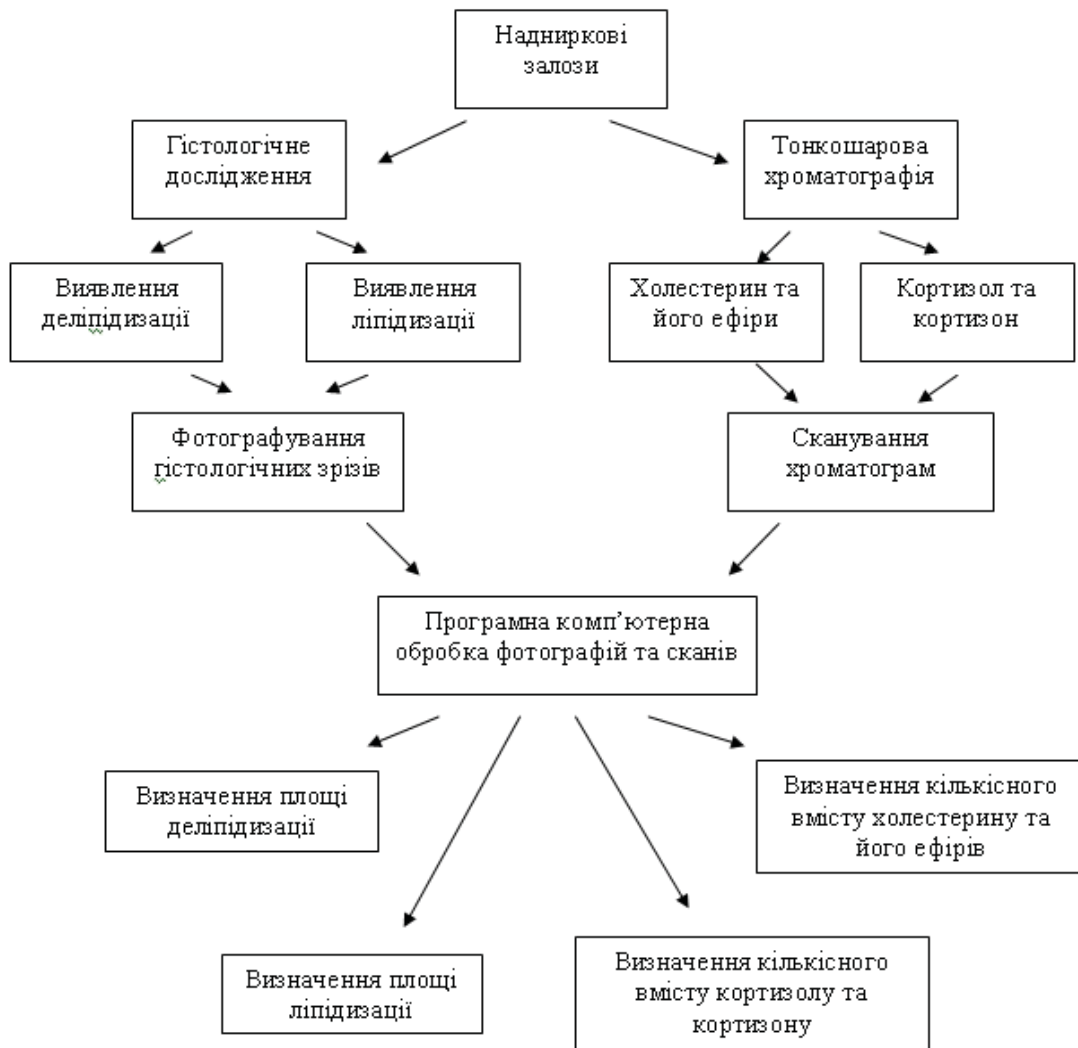 Надниркові
залози
Гістологічне
дослідження
Тонкошарова
хроматографія
Виявлення
деліпідизації
Виявлення
ліпідизації
Холестерин та
його ефіри
Кортизол та
кортизон
Фотографування
гістологічних зрізів
Сканування
хроматограм
Програмна комп’ютерна
обробка фотографій та сканів
Визначення площі
деліпідизації
Визначення кількісного
вмісту холестерину та
його ефірів
Визначення площі
ліпідизації
Визначення кількісного
вмісту кортизолу та
кортизону